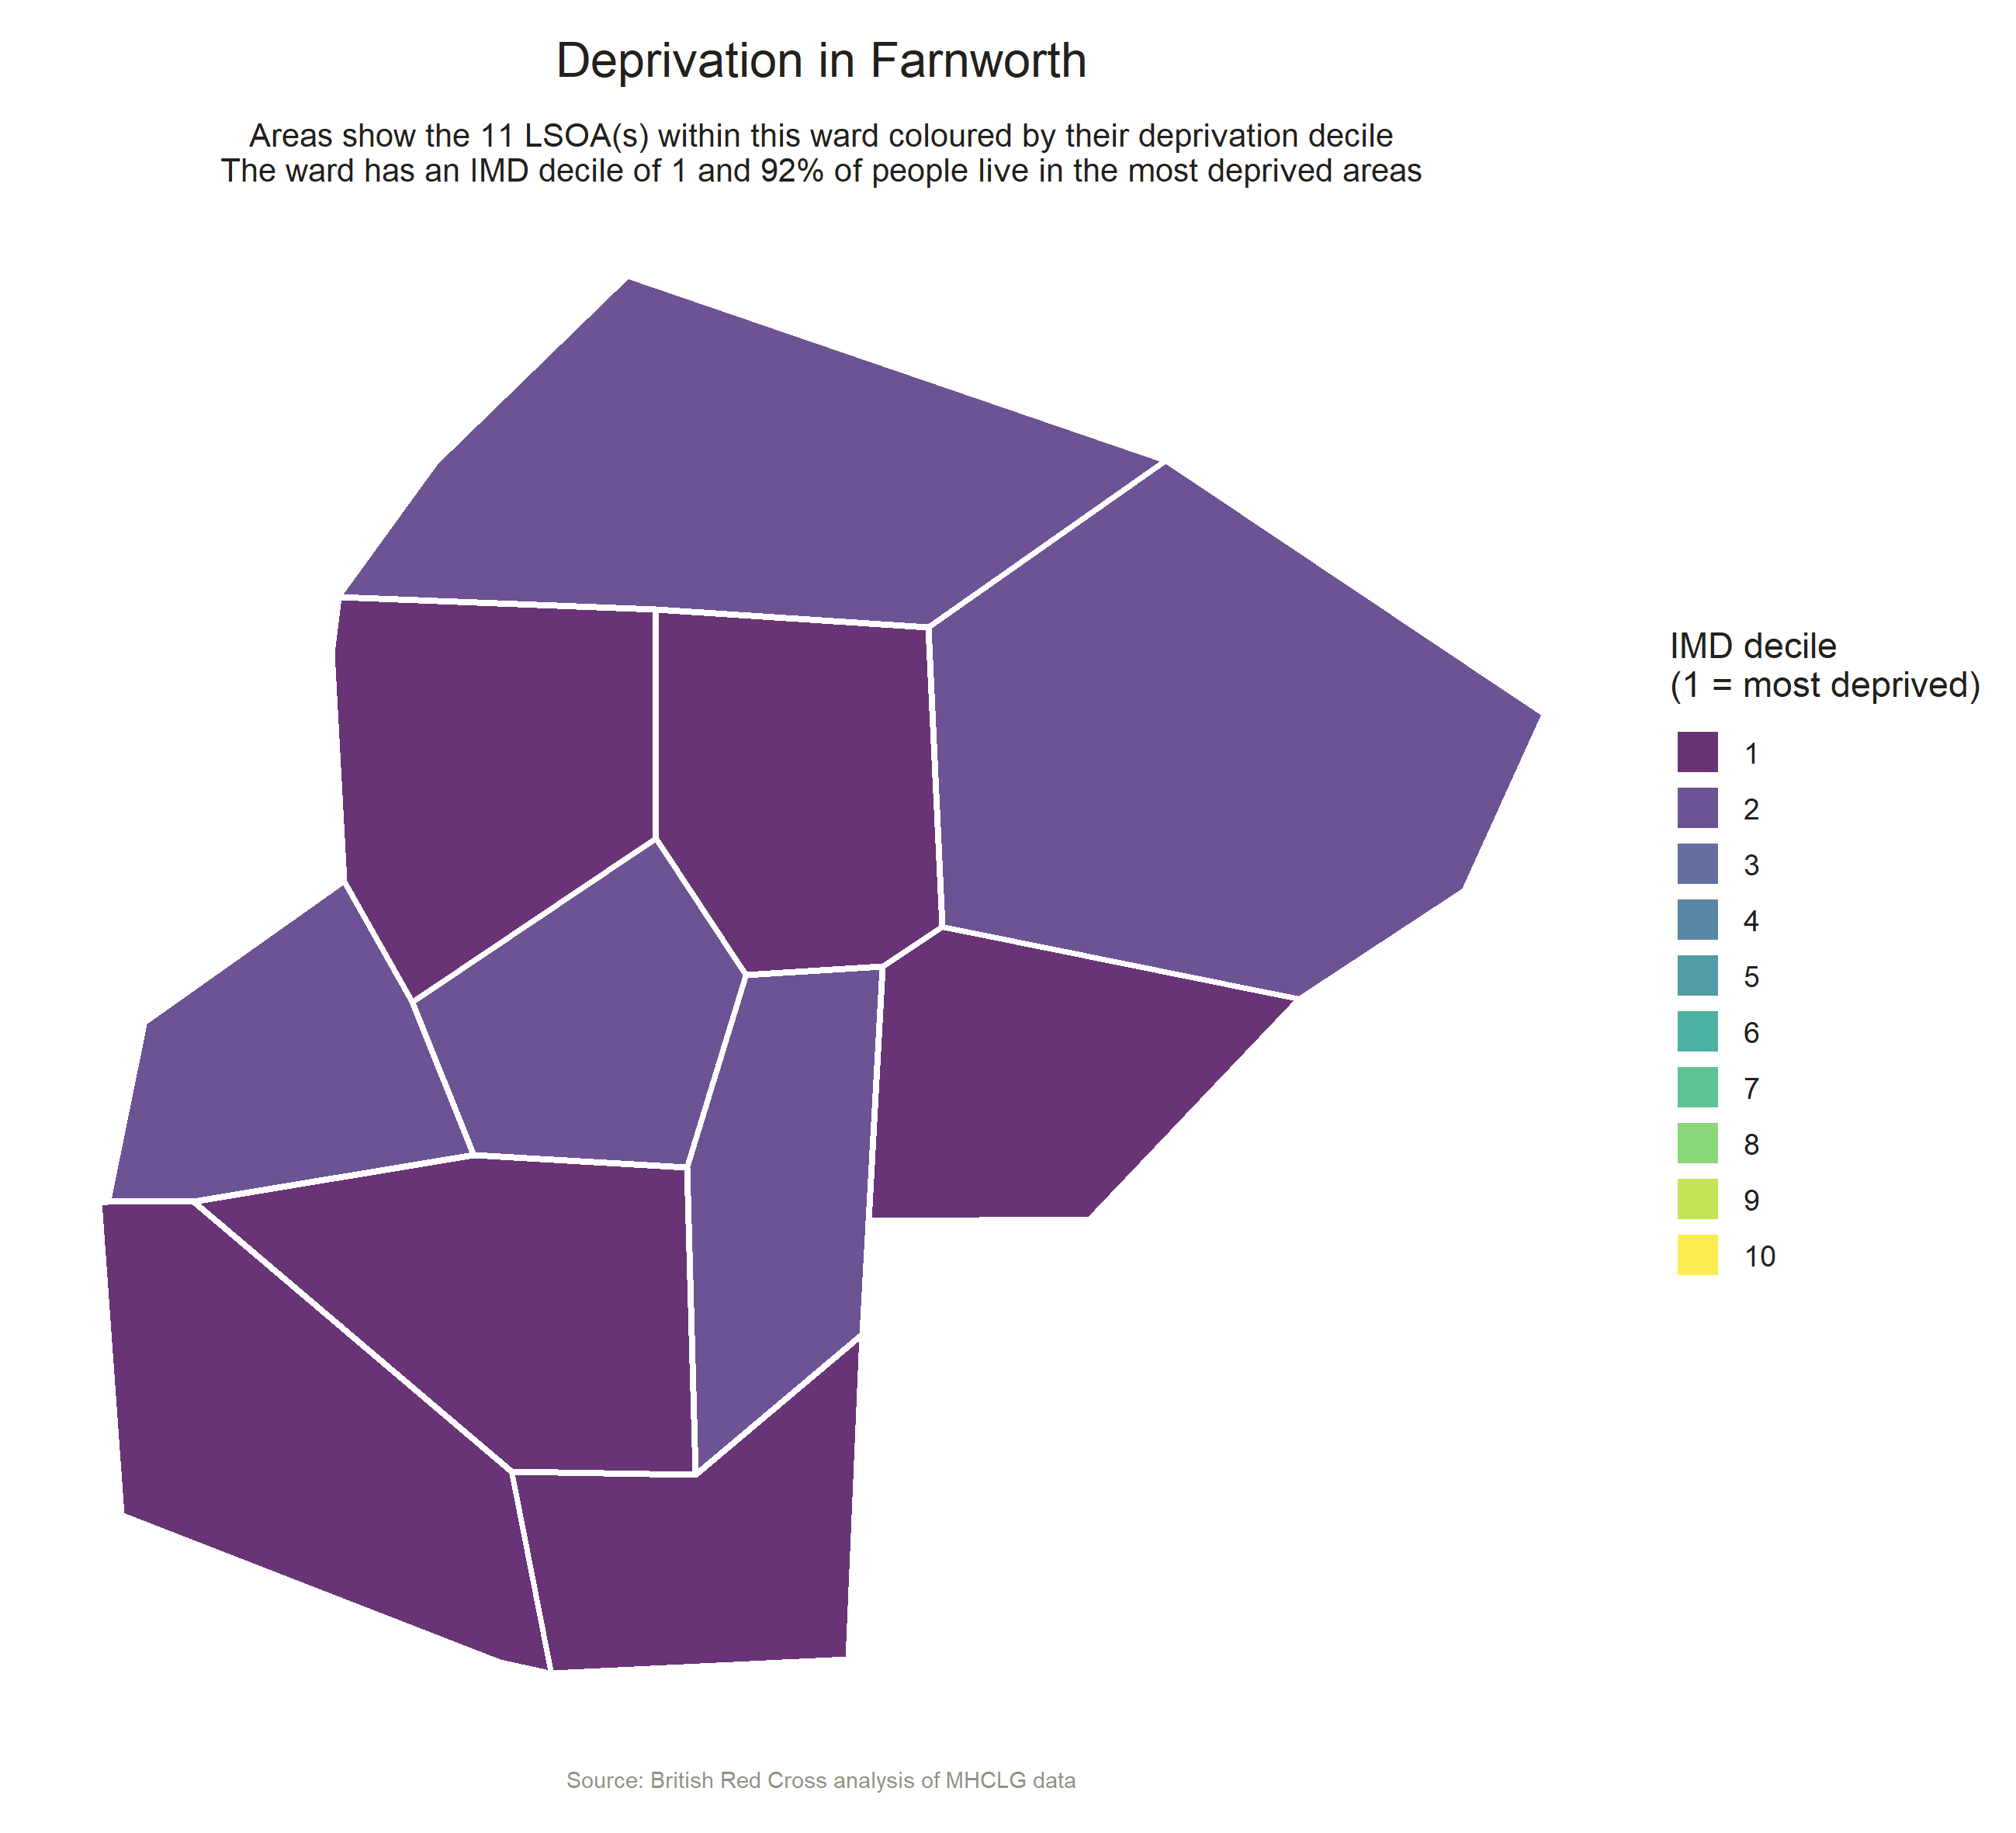 Deprivation in Farnworth
Areas show the 11 LSOA(s) within this ward coloured by their deprivation decile
The ward has an IMD decile of 1 and 92% of people live in the most deprived areas
IMD decile
(1 = most deprived)
1
2
3
4
5
6
7
8
9
10
Source: British Red Cross analysis of MHCLG data